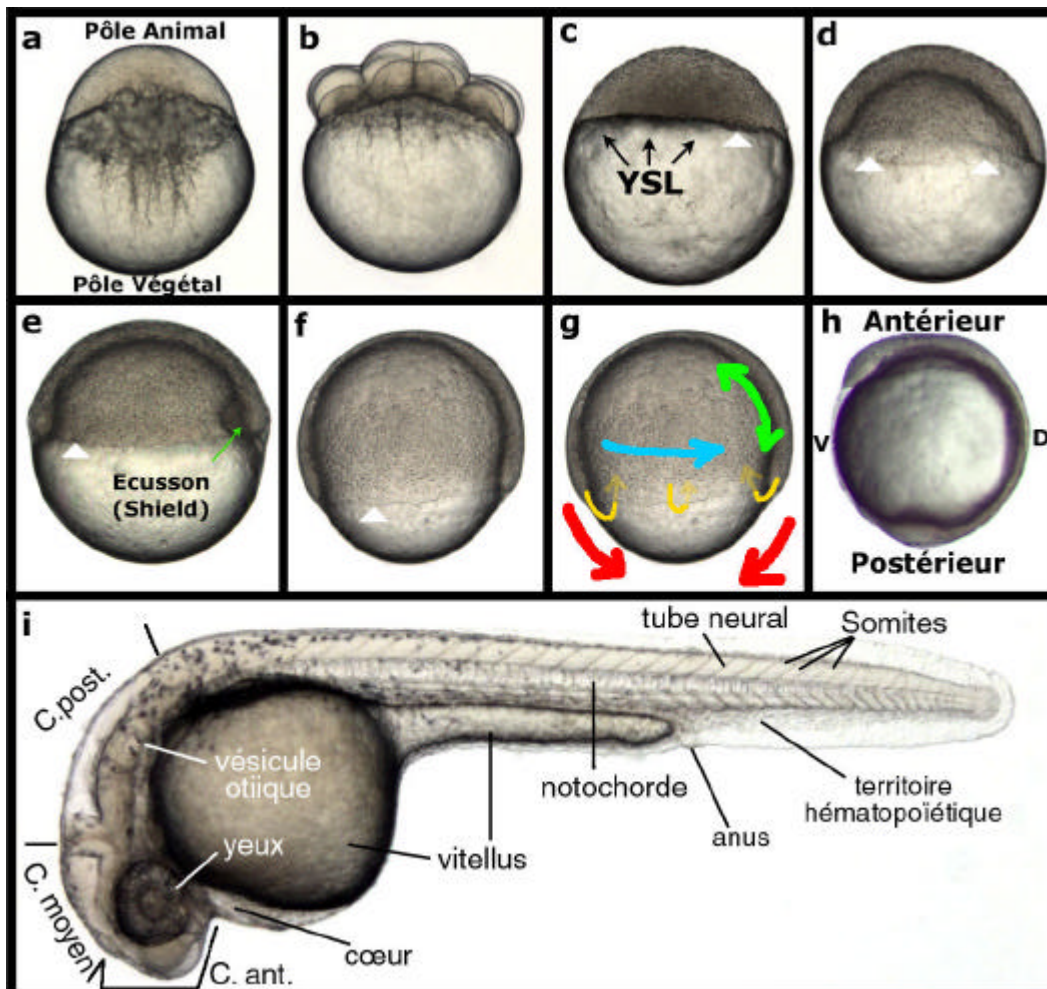 a
Pôle Animal
Pôle Végétal
b
c
YSL
d
e
Ecusson
(Shield)
f
g
h
Antérieur
V
D
Postérieur
i
tube neural
Somites
C.post.
vésicule
otiique
notochorde
territoire
hématopoïétique
anus
yeux
vitellus
C. moyen
cœur
C. ant.